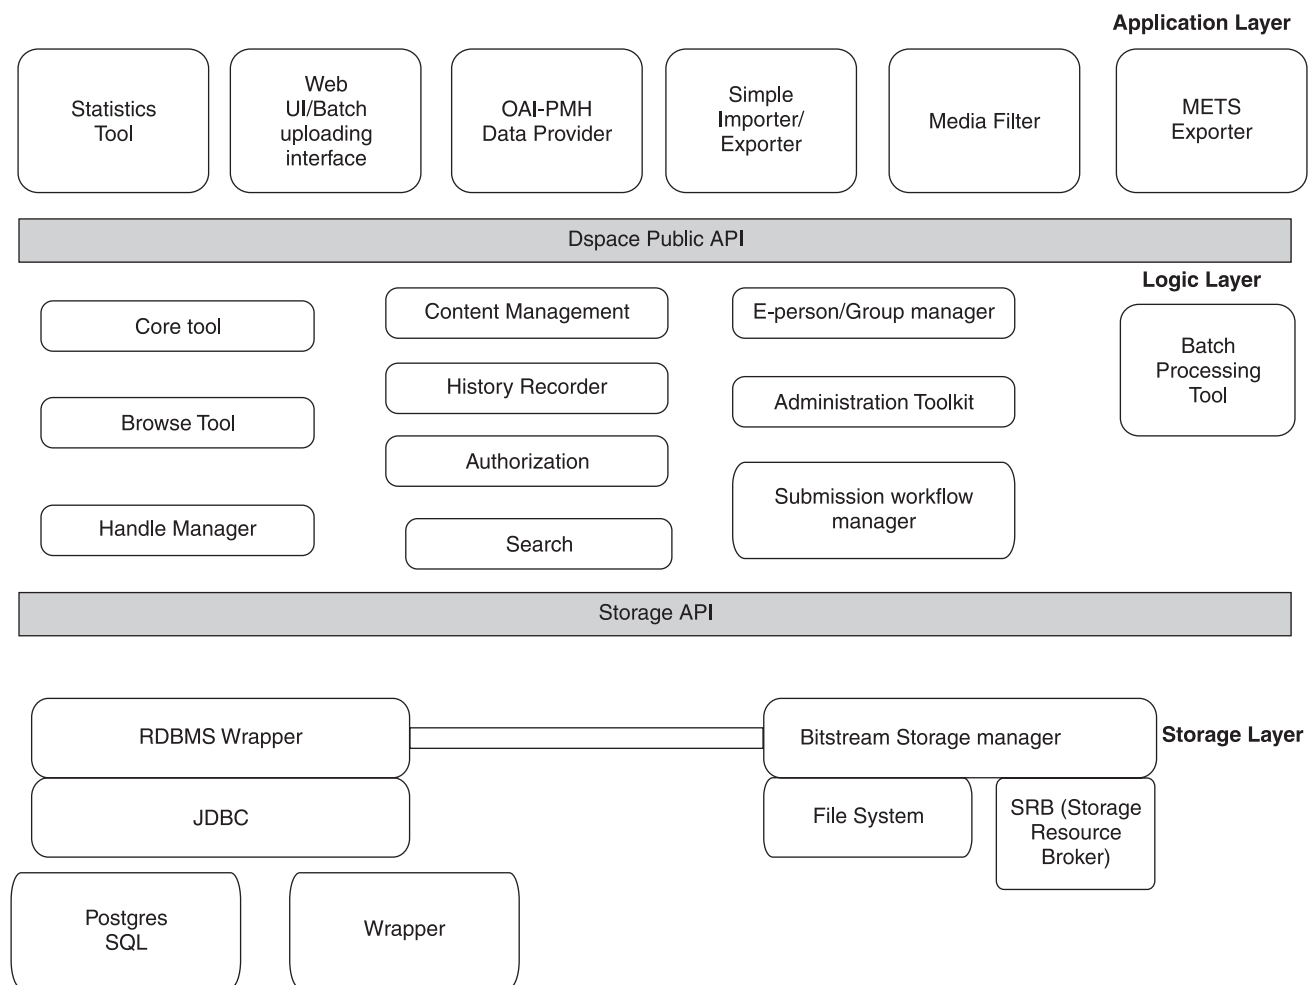 Application Layer
Statistics
Tool
Web
UI/Batch
uploading
interface
OAI-PMH
Data Provider
Simple
Importer/
Exporter
Media Filter
METS
Exporter
Dspace Public API
Logic Layer
Core tool
Browse Tool
Handle Manager
Content Management
History Recorder
Authorization
Search
E-person/Group manager
Administration Toolkit
Submission workflow
manager
Batch
Processing
Tool
Storage API
RDBMS Wrapper
JDBC
Postgres
SQL
Wrapper
Bitstream Storage manager
File System
SRB (Storage
Resource
Broker)
Storage Layer